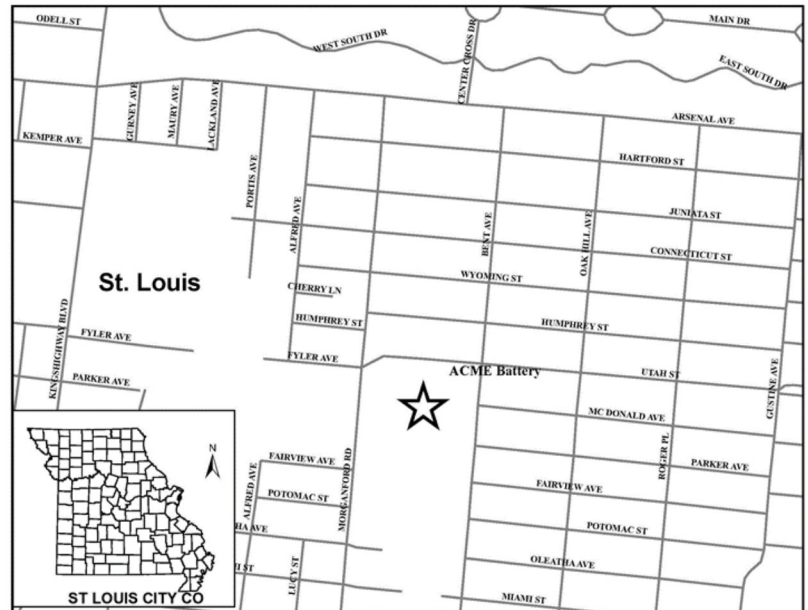 ODELL ST
MAIN DR
WEST SOUTH DR
CENTER CROSS DR
EAST SOUTH DR
GURNEY AVE
MAURY AVE
LACKLAND AVE
ARSENAL AVE
KEMPER AVE
HARTFORD ST
PORTIS AVE
ALFRED AVE
JUNIATA ST
BENT AVE
OAK HILL AVE
CONNECTICUT ST
St. Louis
WYOMING ST
CHERRY LN
HUMPHREY ST
HUMPHREY ST
KINGSHIGHWAY BLVD
FYLER AVE
FYLER AVE
ACME Battery
UTAH ST
GUSTINE AVE
PARKER AVE
MC DONALD AVE
N
ALFRED AVE
FAIRVIEW AVE
MORGANFORD RD
ROGER PL
PARKER AVE
POTOMAC ST
FAIRVIEW AVE
HA AVE
POTOMAC ST
LUCY ST
OLEATHA AVE
I ST
ST LOUIS CITY CO
MIAMI ST